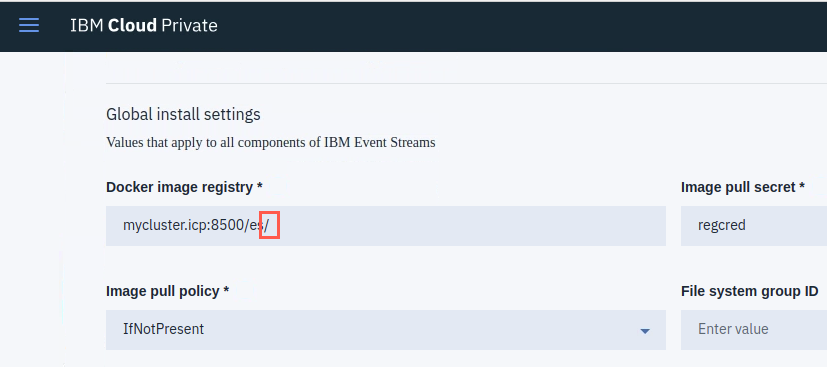 IBM Cloud Private
Global install settings
Values that apply to all components of IBM Event Streams
Docker image registry *
Image pull secret *
mycluster.icp:8500/es/
regcred
Image pull policy *
File system group ID
IfNotPresent
Enter value